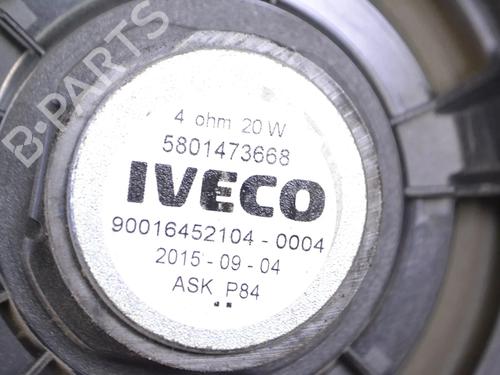 B-PARTS
4 ohm 20 W
5801473668
IVECO
90016452104 - 0004
2015 - 09 - 04
ASK P84